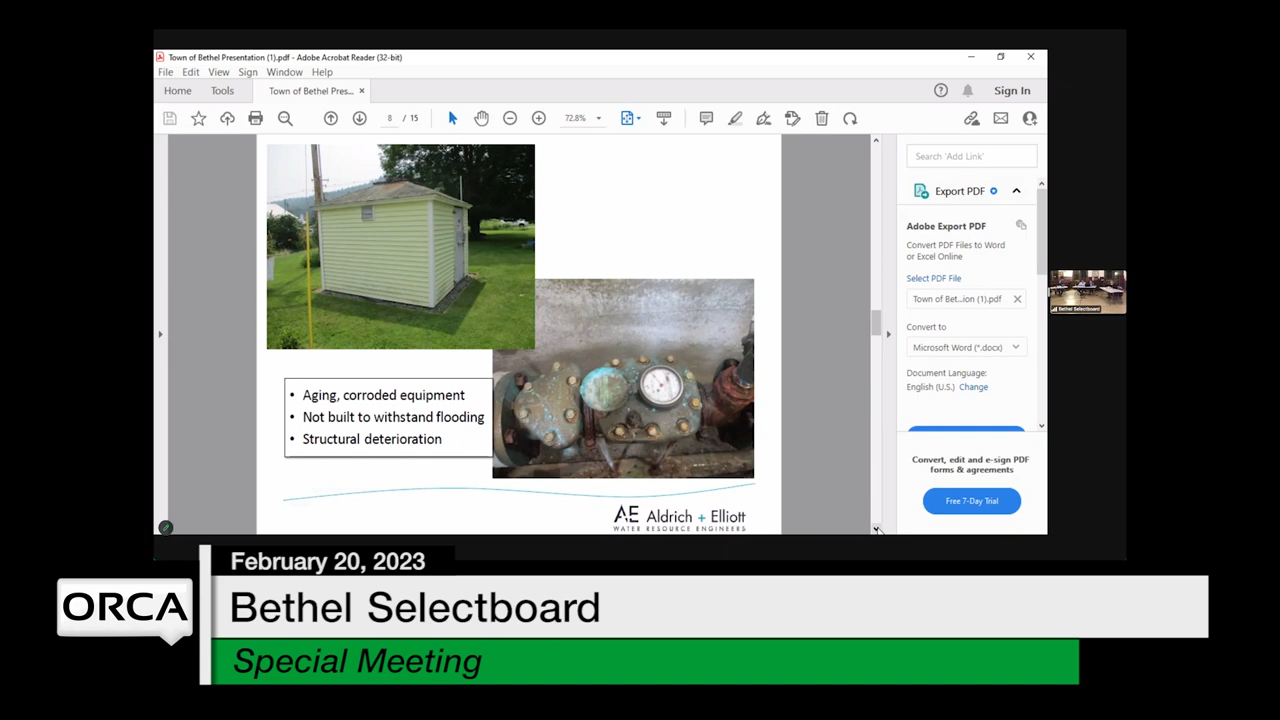 Town of Bethel Presentation (1).pdf - Adobe Acrobat Reader (32-bit)
File Edit View Sign Window Help
Home Tools Town of Bethel Pres... × Sign In
8 / 15 72.8%
Search 'Add Link'
Export PDF
Adobe Export PDF
Convert PDF Files to Word
or Excel Online
Select PDF File
Town of Bet...ion (1).pdf
Convert to
Microsoft Word (*.docx)
Document Language:
English (U.S.) Change
Convert, edit and e-sign PDF
forms & agreements
Free 7-Day Trial
• Aging, corroded equipment
• Not built to withstand flooding
• Structural deterioration
AE Aldrich + Elliott
WATER RESOURCE ENGINEERS
Bethel Selectboard
February 20, 2023
ORCA
Bethel Selectboard
Special Meeting